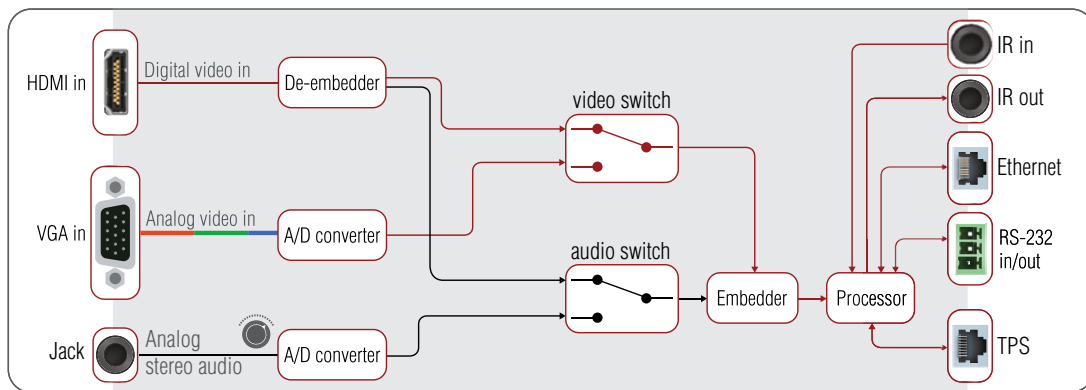 HDMI in
Digital video in
De-embedder
video switch
VGA in
Analog video in
A/D converter
audio switch
Jack
Analog
stereo audio
A/D converter
Embedder
Processor
IR in
IR out
Ethernet
RS-232
in/out
TPS